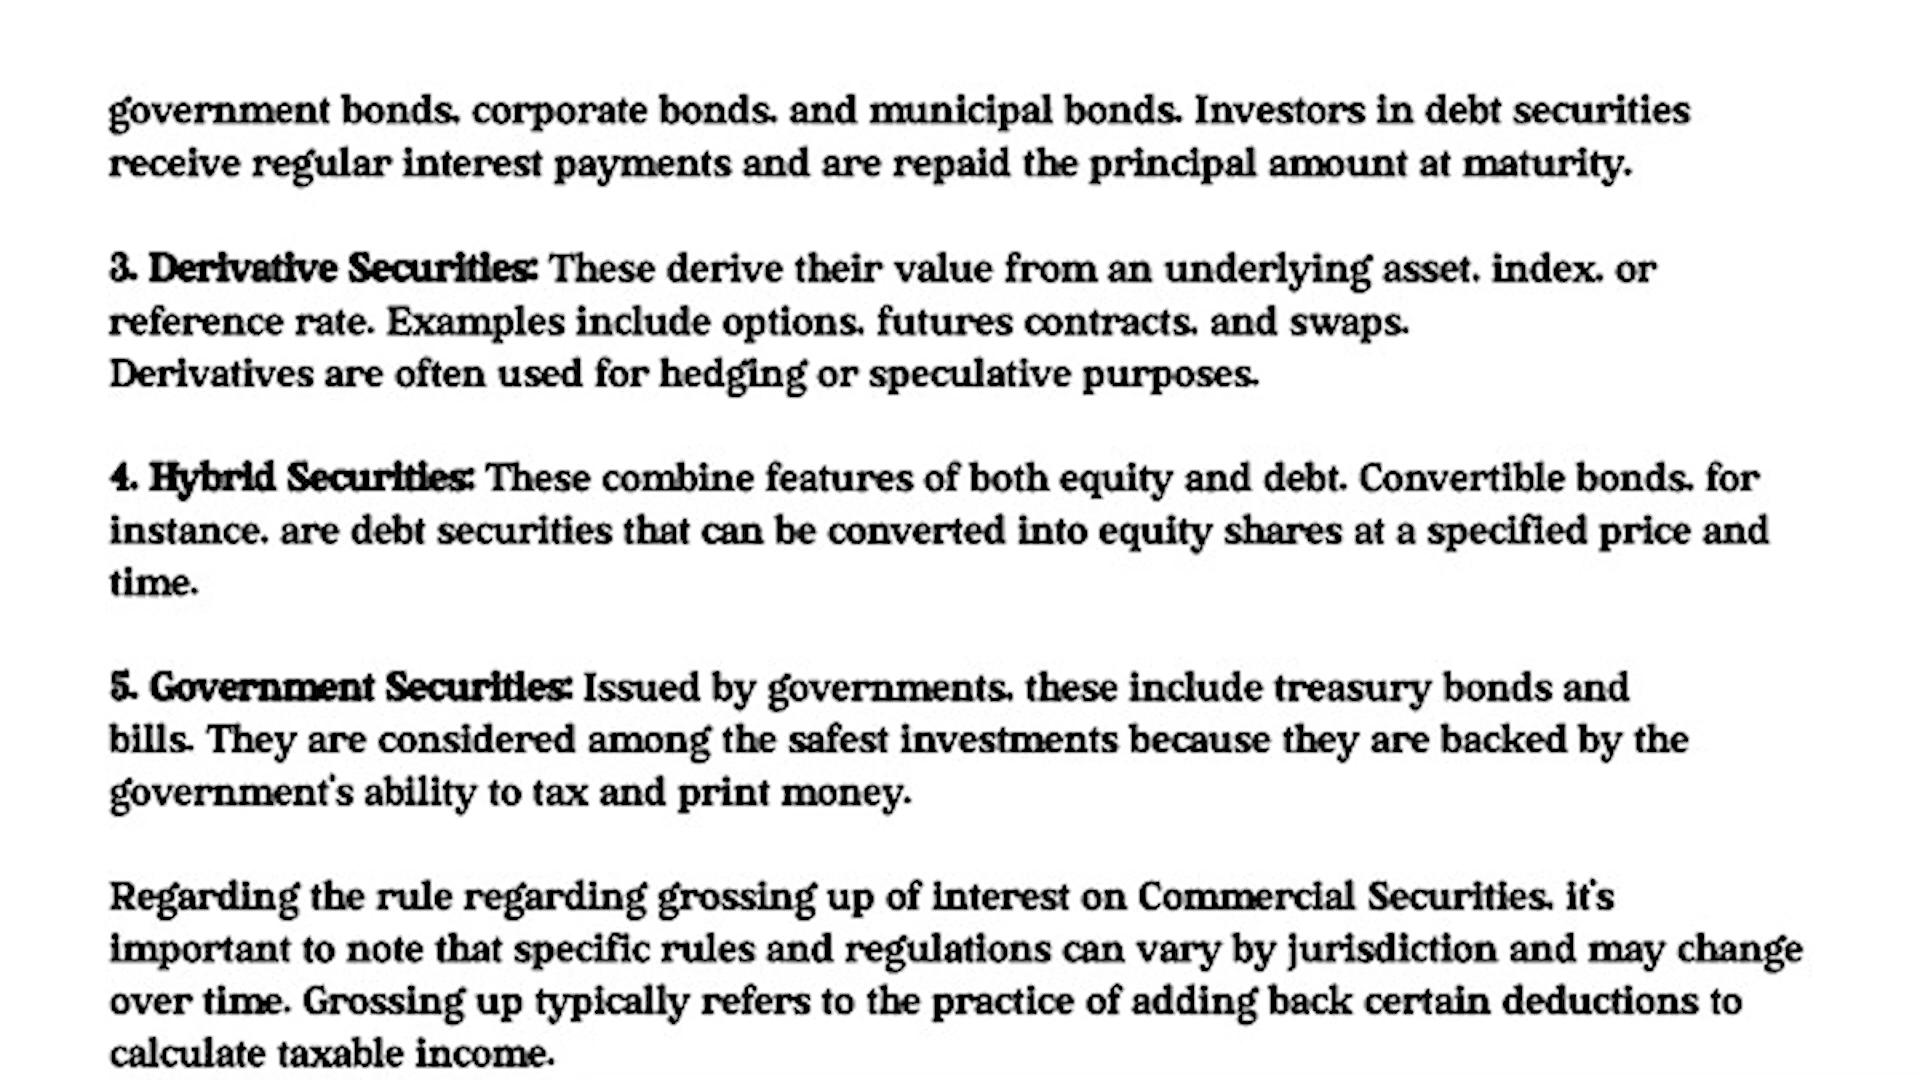 government bonds, corporate bonds, and municipal bonds. Investors in debt securities
receive regular interest payments and are repaid the principal amount at maturity.
3. Derivative Securities: These derive their value from an underlying asset, index, or
reference rate. Examples include options, futures contracts, and swaps.
Derivatives are often used for hedging or speculative purposes.
4. Hybrid Securities: These combine features of both equity and debt. Convertible bonds, for
instance, are debt securities that can be converted into equity shares at a specified price and
time.
5. Government Securities: Issued by governments, these include treasury bonds and
bills. They are considered among the safest investments because they are backed by the
government's ability to tax and print money.
Regarding the rule regarding grossing up of interest on Commercial Securities, it's
important to note that specific rules and regulations can vary by jurisdiction and may change
over time. Grossing up typically refers to the practice of adding back certain deductions to
calculate taxable income.